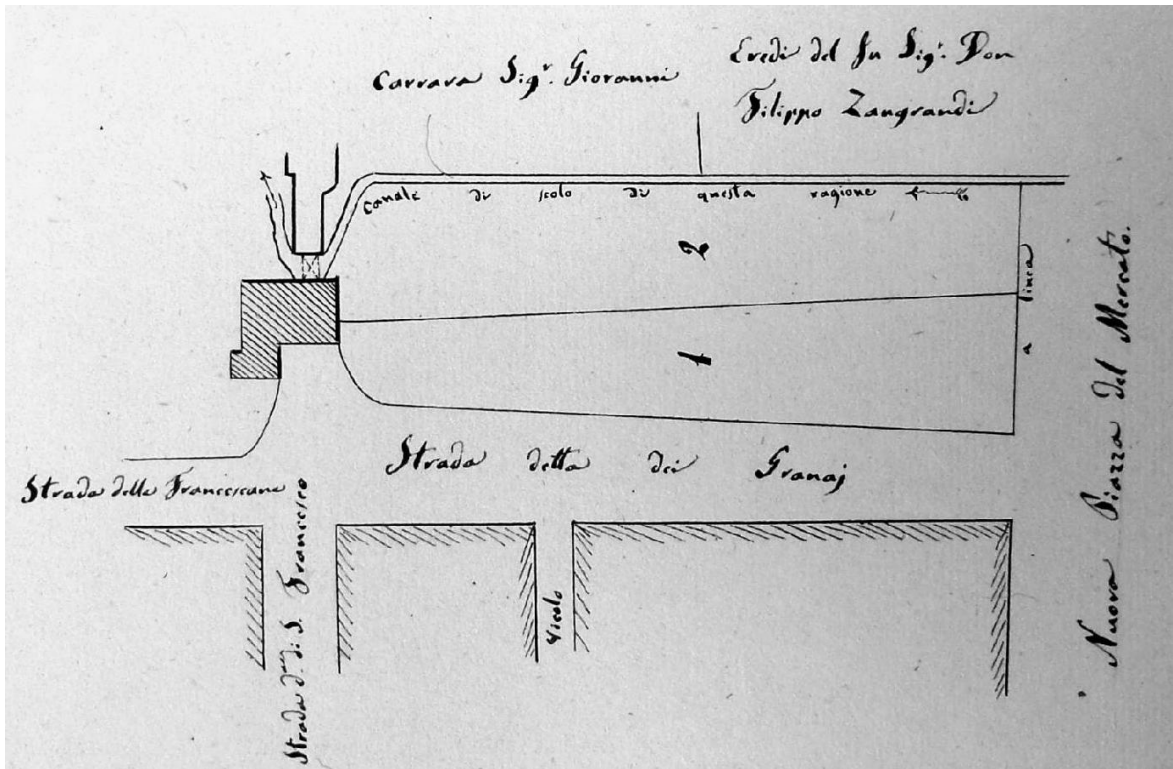 Carrara Sig.r Giovanni
Eredi del fu Sig.r Don
Filippo Zangrandi
Canale di scolo di questa ragione
2
a linea
1
Nuova Piazza del Mercato.
Strada detta dei Granaj
Strada delle Francescane
Strada d.tta di S. Francesco
Vicolo